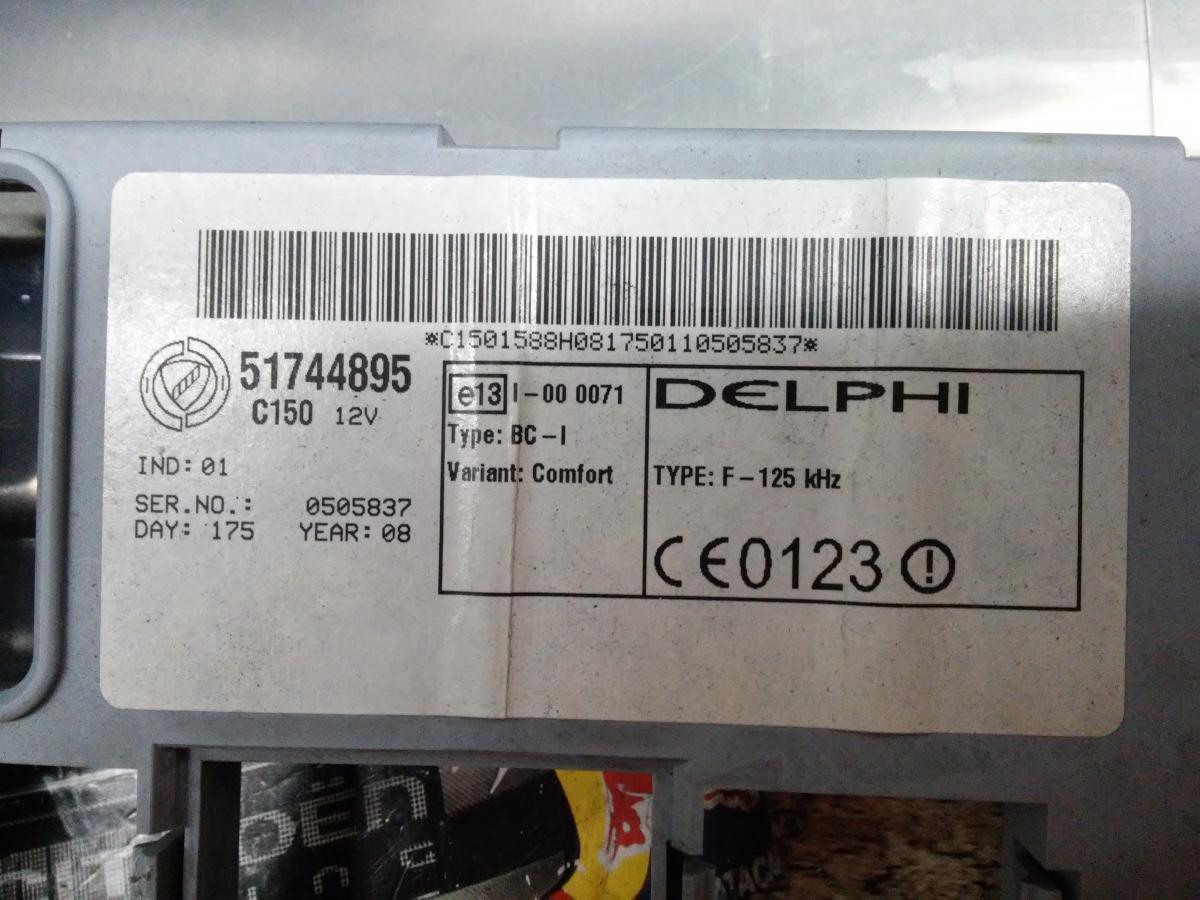 *C1501588H081750110505837*
51744895
C150 12V
IND: 01
SER.NO.: 0505837
DAY: 175 YEAR: 08
e13 I-00 0071
Type: BC-I
Variant: Comfort
DELPHI
TYPE: F-125 kHz
CE0123